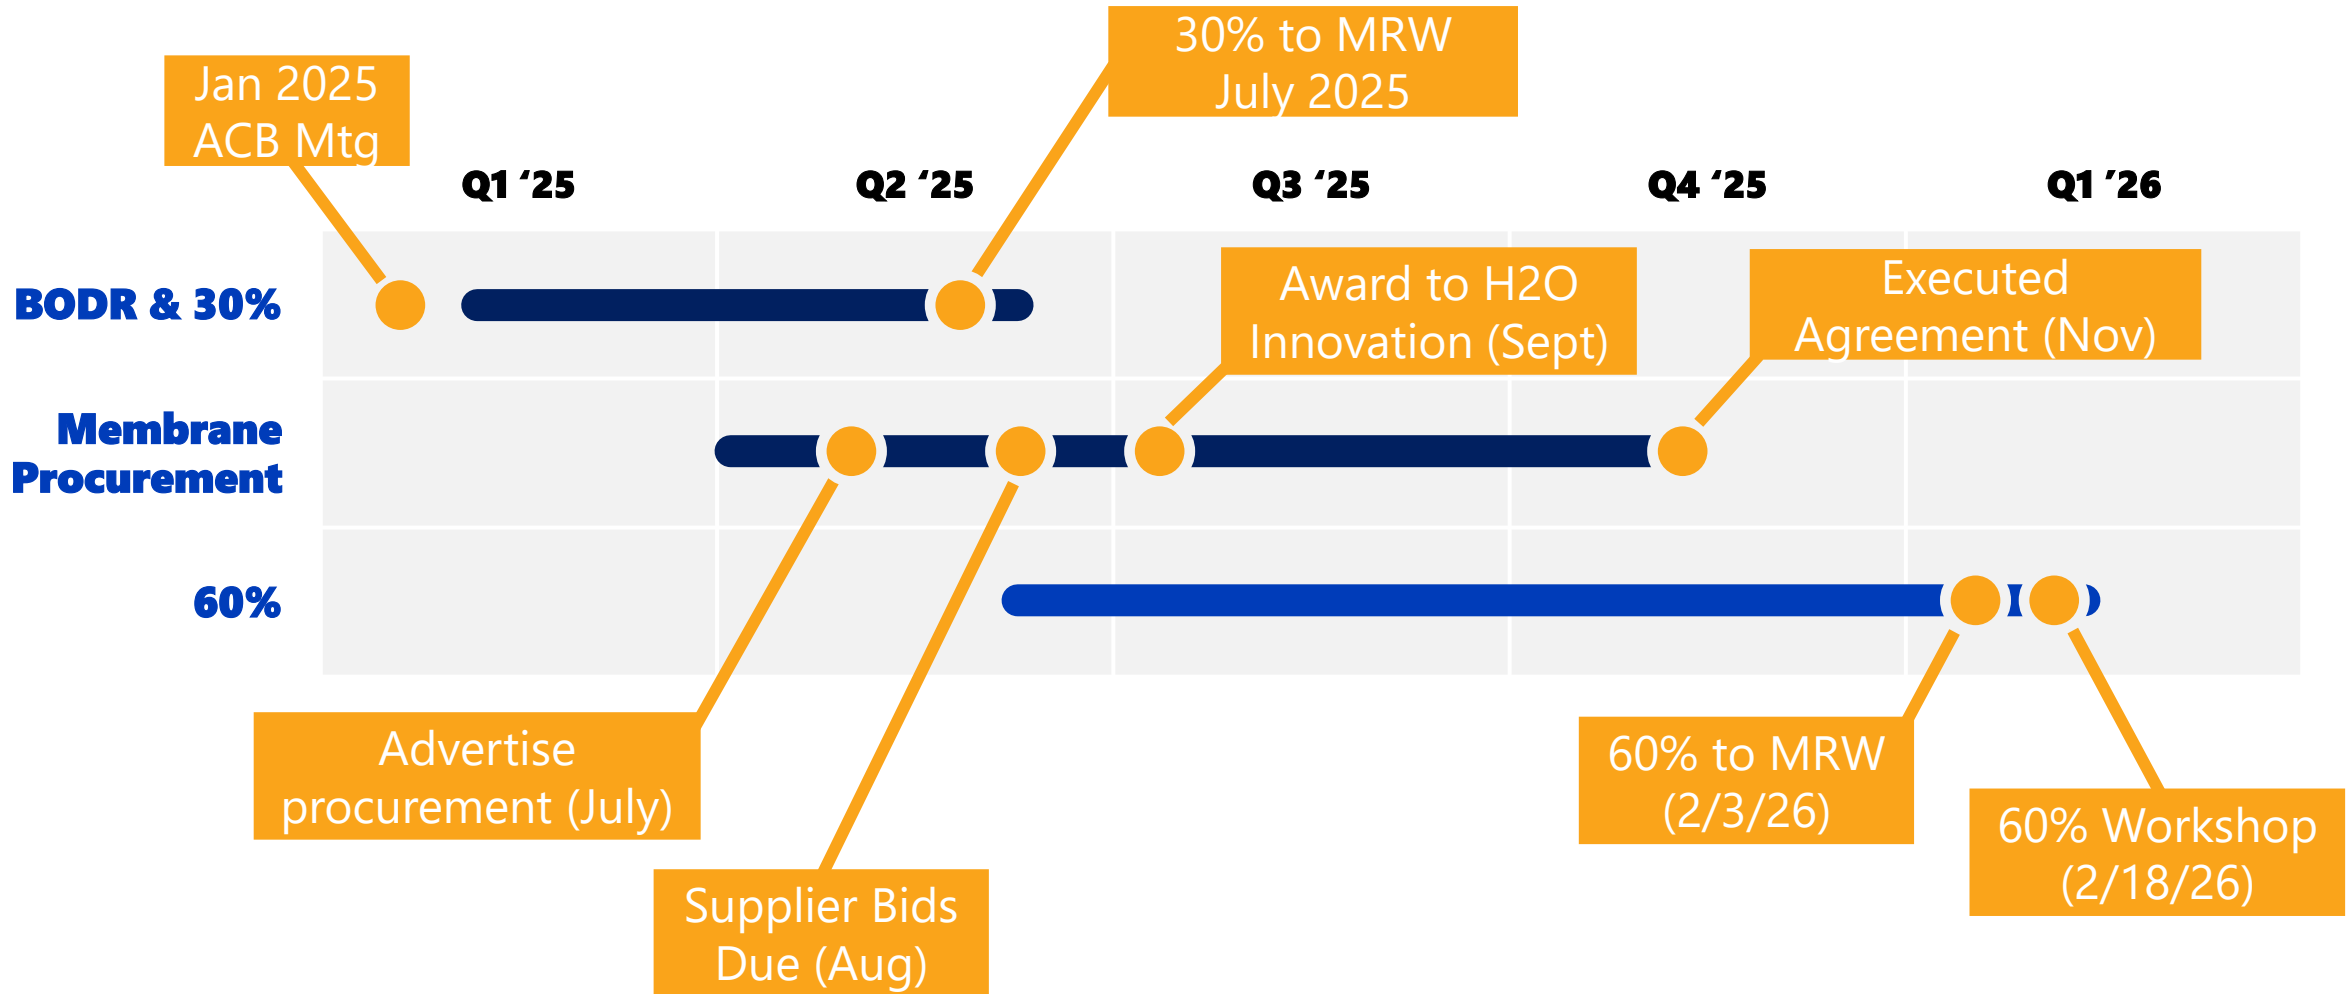 30% to MRW
July 2025
Jan 2025
ACB Mtg
Q1 ‘25
Q2 ‘25
Q3 ‘25
Q4 ‘25
Q1 ’26
BODR & 30%
Award to H2O
Innovation (Sept)
Executed
Agreement (Nov)
Membrane
Procurement
60%
Advertise
procurement (July)
Supplier Bids
Due (Aug)
60% to MRW
(2/3/26)
60% Workshop
(2/18/26)